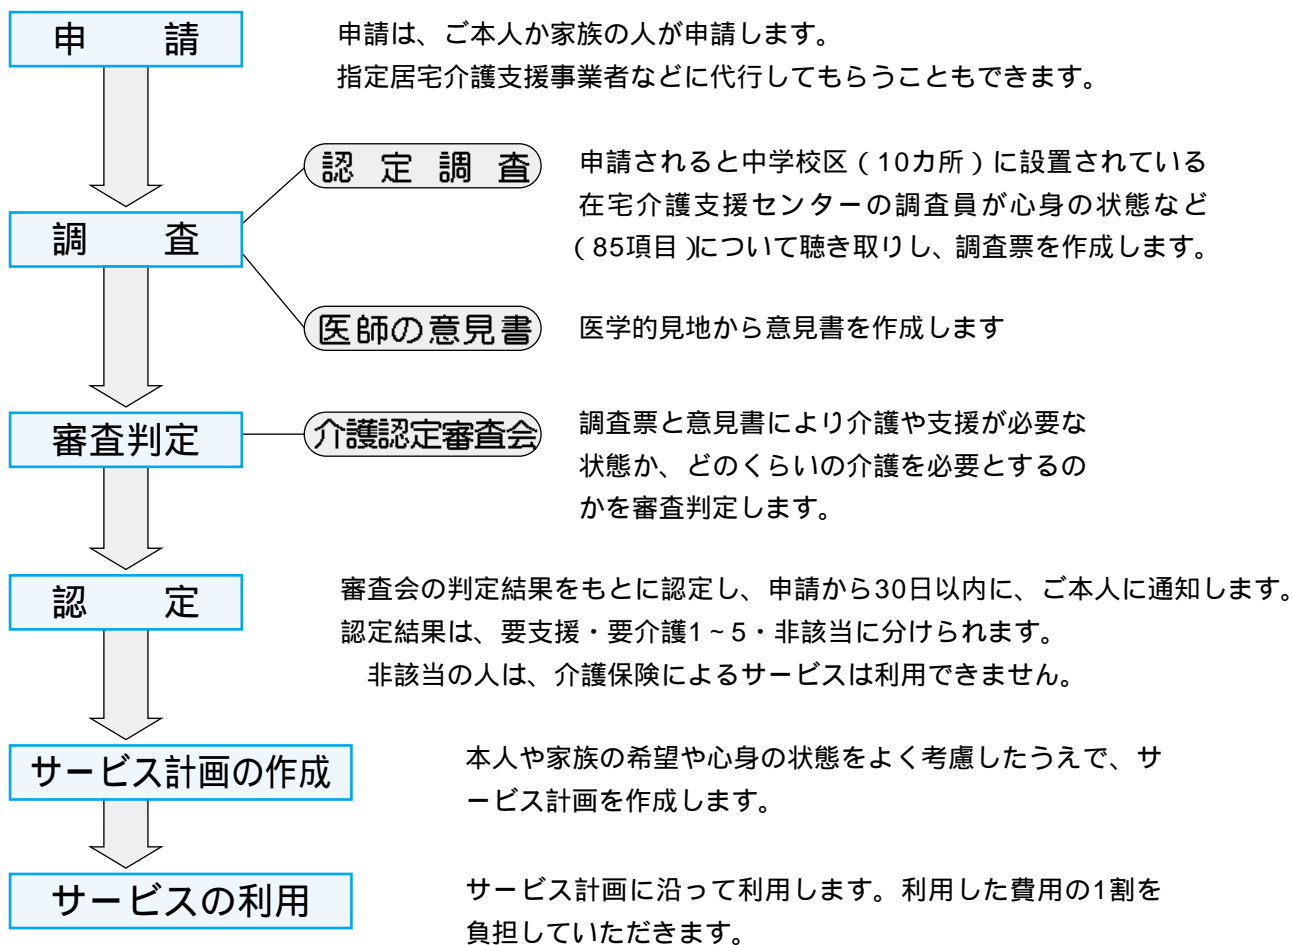 申　　請
申請は、ご本人か家族の人が申請します。
指定居宅介護支援事業者などに代行してもらうこともできます。
調　　査
認 定 調 査
申請されると中学校区（10カ所）に設置されている
在宅介護支援センターの調査員が心身の状態など
（85項目）について聴き取りし、調査票を作成します。
医師の意見書
医学的見地から意見書を作成します
審査判定
介護認定審査会
調査票と意見書により介護や支援が必要な
状態か、どのくらいの介護を必要とするの
かを審査判定します。
認　　定
審査会の判定結果をもとに認定し、申請から30日以内に、ご本人に通知します。
認定結果は、要支援・要介護1~5・非該当に分けられます。
非該当の人は、介護保険によるサービスは利用できません。
サービス計画の作成
本人や家族の希望や心身の状態をよく考慮したうえで、サ
ービス計画を作成します。
サービスの利用
サービス計画に沿って利用します。利用した費用の1割を
負担していただきます。